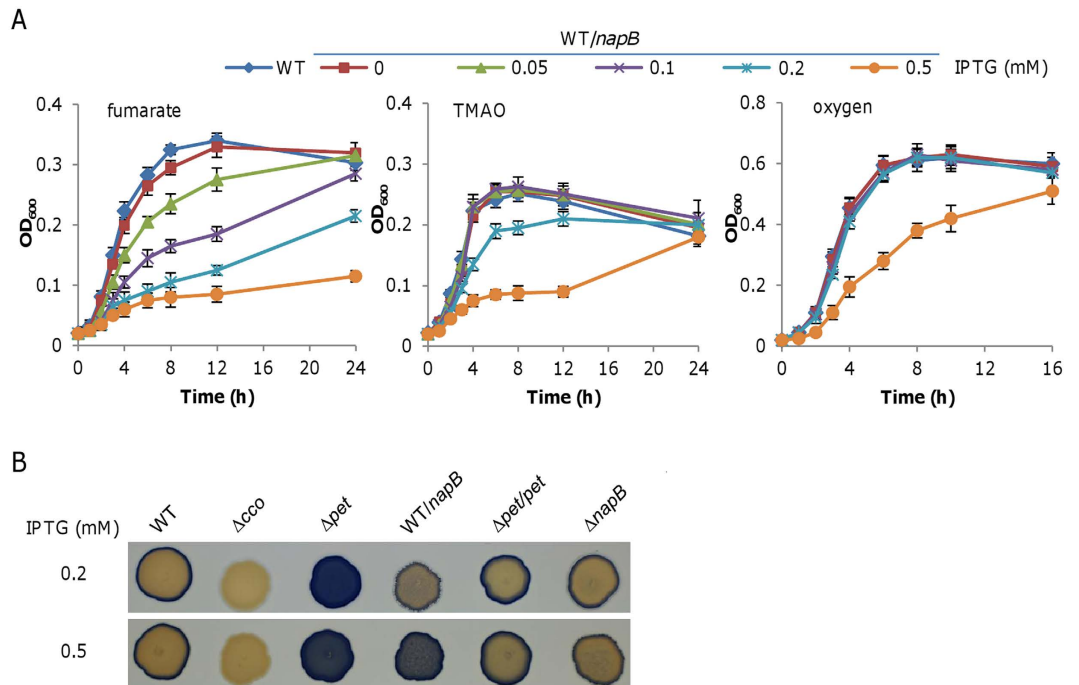 A
WT/napB
WT 0 0.05 0.1 0.2 0.5 IPTG (mM)
fumarate
0.4
0.3
0.2
0.1
0
OD600
0 4 8 12 16 20 24
Time (h)
TMAO
0.4
0.3
0.2
0.1
0
OD600
0 4 8 12 16 20 24
Time (h)
oxygen
0.8
0.6
0.4
0.2
0
OD600
0 4 8 12 16
Time (h)
B
IPTG (mM) WT Δcco Δpet WT/napB Δpet/pet ΔnapB
0.2
0.5